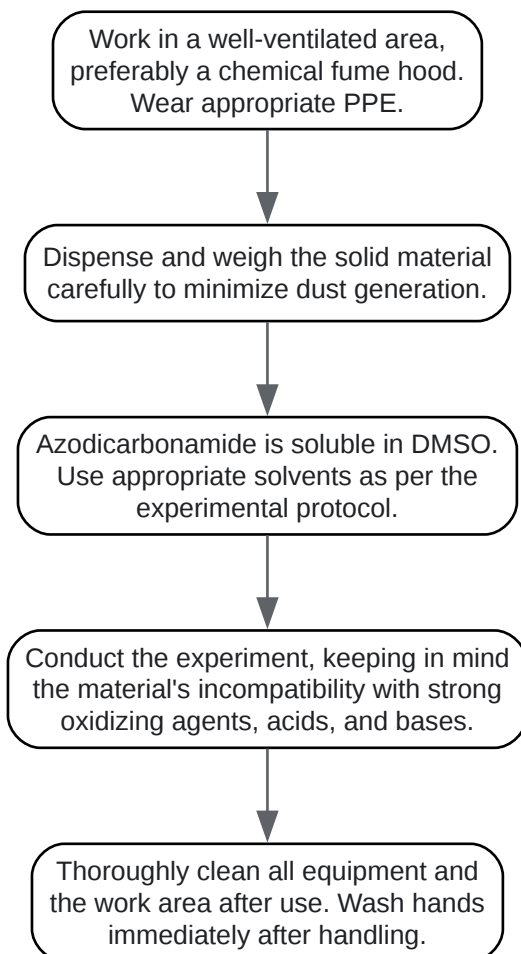 Work in a well-ventilated area,
preferably a chemical fume hood.
Wear appropriate PPE.
Dispense and weigh the solid material
carefully to minimize dust generation.
Azodicarbonamide is soluble in DMSO.
Use appropriate solvents as per the
experimental protocol.
Conduct the experiment, keeping in mind
the material's incompatibility with strong
oxidizing agents, acids, and bases.
Thoroughly clean all equipment and
the work area after use. Wash hands
immediately after handling.